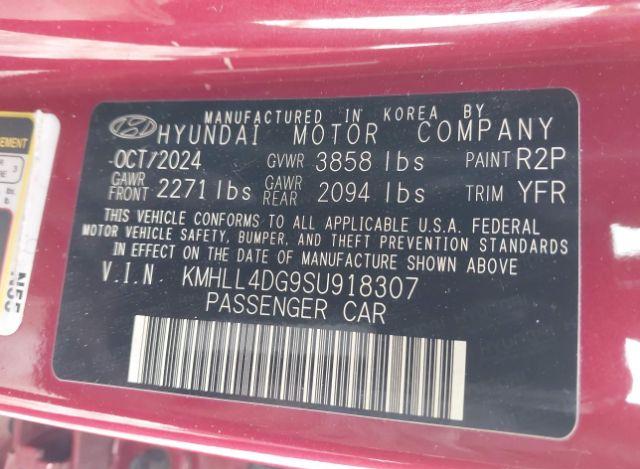 MANUFACTURED IN KOREA BY
HYUNDAI MOTOR COMPANY
OCT/2024 GVWR 3858 lbs PAINT R2P
GAWR FRONT 2271 lbs GAWR REAR 2094 lbs TRIM YFR
THIS VEHICLE CONFORMS TO ALL APPLICABLE U.S.A. FEDERAL
MOTOR VEHICLE SAFETY, BUMPER, AND THEFT PREVENTION STANDARDS
IN EFFECT ON THE DATE OF MANUFACTURE SHOWN ABOVE
V.I.N KMHLL4DG9SU918307
PASSENGER CAR